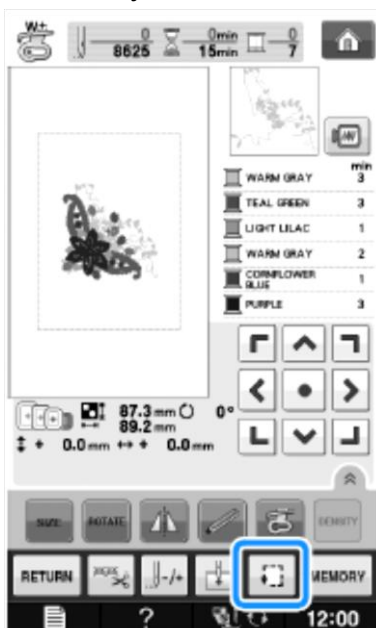 W+
0 0min 0
8625 15min 7
min
WARM GRAY 3
TEAL GREEN 3
LIGHT LILAC 1
WARM GRAY 2
CORNFLOWER
BLUE 1
PURPLE 3
87.3 mm 0°
89.2 mm
+ 0.0 mm + 0.0 mm
SIZE ROTATE DENSITY
RETURN -/+ MEMORY
? 12:00